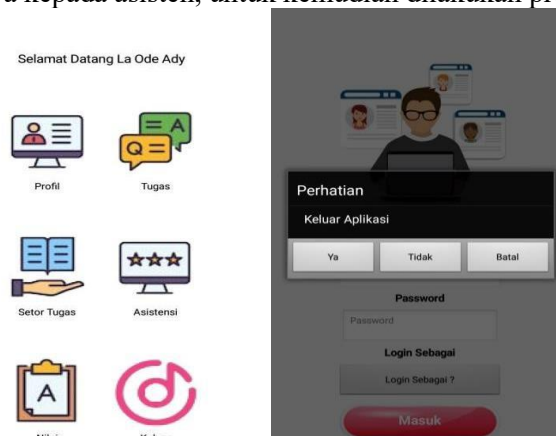 Selamat Datang La Ode Ady
Profil
Tugas
Q = A
Setor Tugas
Asistensi
A
Perhatian
Keluar Aplikasi
Ya
Tidak
Batal
Password
Password
Login Sebagai
Login Sebagai ?
Masuk